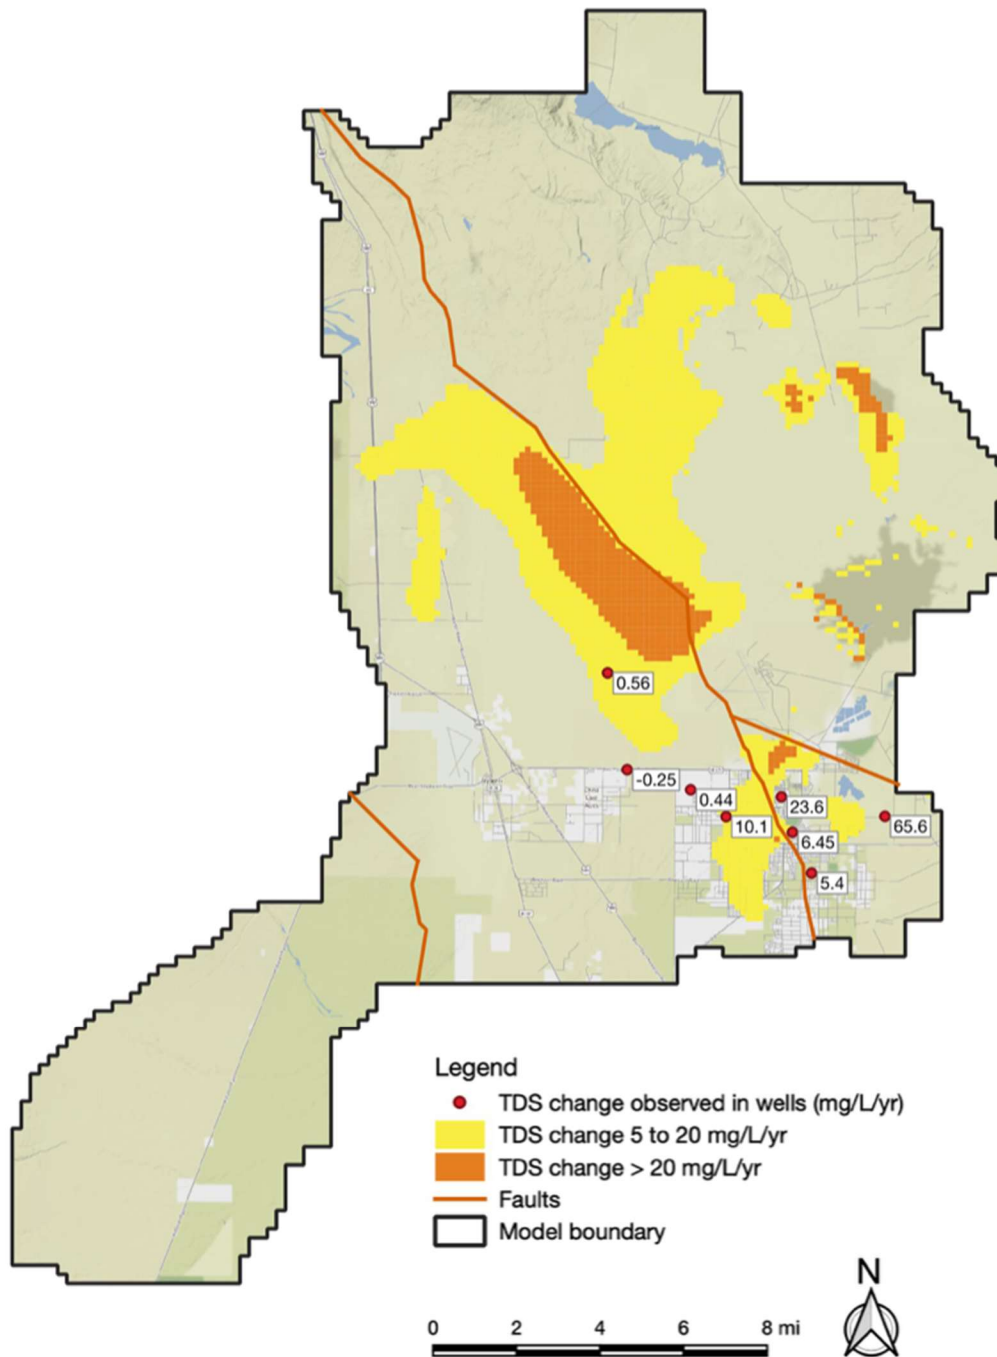 0.56
-0.25
0.44
23.6
10.1
65.6
6.45
5.4
Legend
TDS change observed in wells (mg/L/yr)
TDS change 5 to 20 mg/L/yr
TDS change > 20 mg/L/yr
Faults
Model boundary
N
0 2 4 6 8 mi